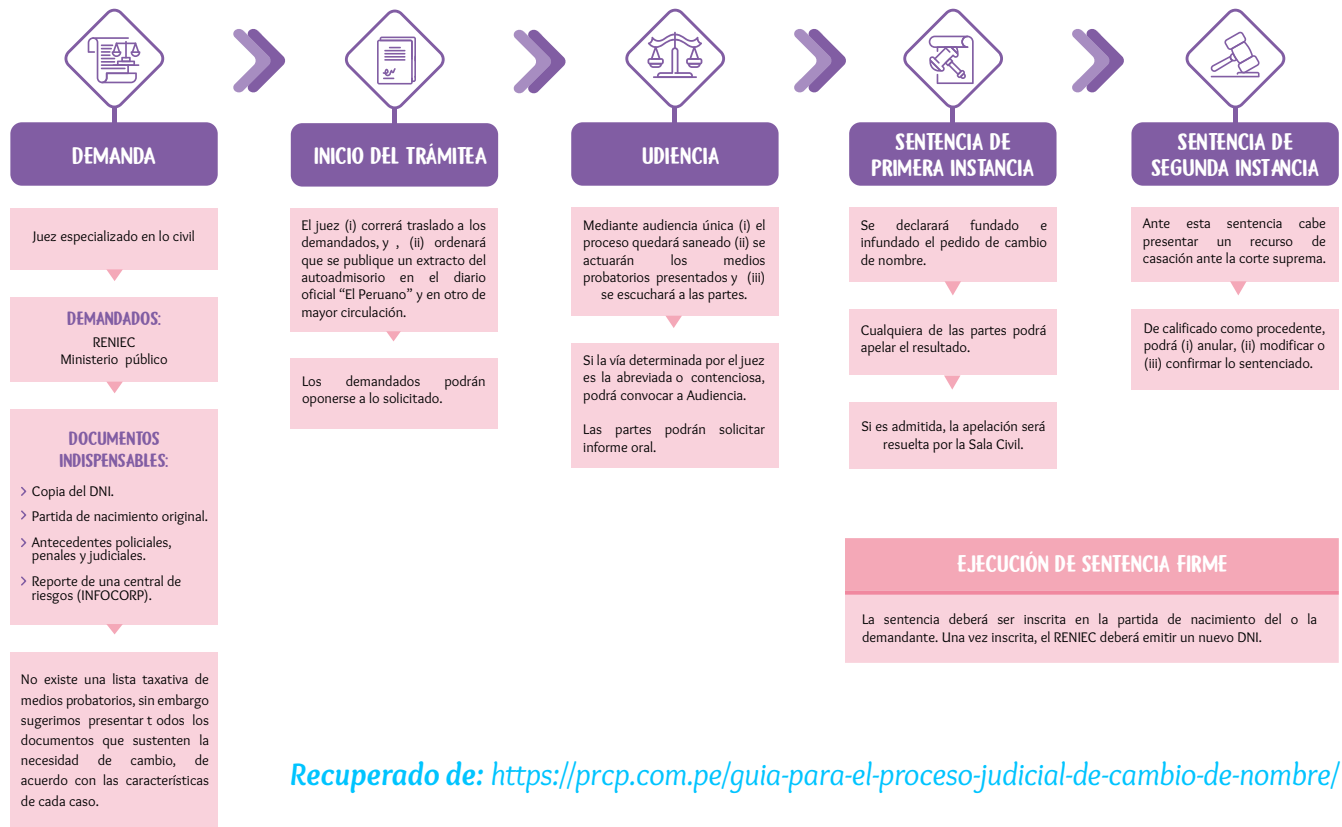 DEMANDA
Juez especializado en lo civil
DEMANDADOS:
RENIEC
Ministerio público
DOCUMENTOS
INDISPENSABLES:
> Copia del DNI.
> Partida de nacimiento original.
> Antecedentes policiales,
penales y judiciales.
> Reporte de una central de
riesgos (INFOCORP).
No existe una lista taxativa de
medios probatorios, sin embargo
sugerimos presentar t odos los
documentos que sustenten la
necesidad de cambio, de
acuerdo con las características
de cada caso.
INICIO DEL TRÁMITEA
El juez (i) correrá traslado a los
demandados, y , (ii) ordenará
que se publique un extracto del
autoadmisorio en el diario
oficial “El Peruano” y en otro de
mayor circulación.
Los demandados podrán
oponerse a lo solicitado.
UDIENCIA
Mediante audiencia única (i) el
proceso quedará saneado (ii) se
actuarán los medios
probatorios presentados y (iii)
se escuchará a las partes.
Si la vía determinada por el juez
es la abreviada o contenciosa,
podrá convocar a Audiencia.
Las partes podrán solicitar
informe oral.
SENTENCIA DE
PRIMERA INSTANCIA
Se declarará fundado e
infundado el pedido de cambio
de nombre.
Cualquiera de las partes podrá
apelar el resultado.
Si es admitida, la apelación será
resuelta por la Sala Civil.
SENTENCIA DE
SEGUNDA INSTANCIA
Ante esta sentencia cabe
presentar un recurso de
casación ante la corte suprema.
De calificado como procedente,
podrá (i) anular, (ii) modificar o
(iii) confirmar lo sentenciado.
EJECUCIÓN DE SENTENCIA FIRME
La sentencia deberá ser inscrita en la partida de nacimiento del o la
demandante. Una vez inscrita, el RENIEC deberá emitir un nuevo DNI.
Recuperado de: https://prcp.com.pe/guia-para-el-proceso-judicial-de-cambio-de-nombre/